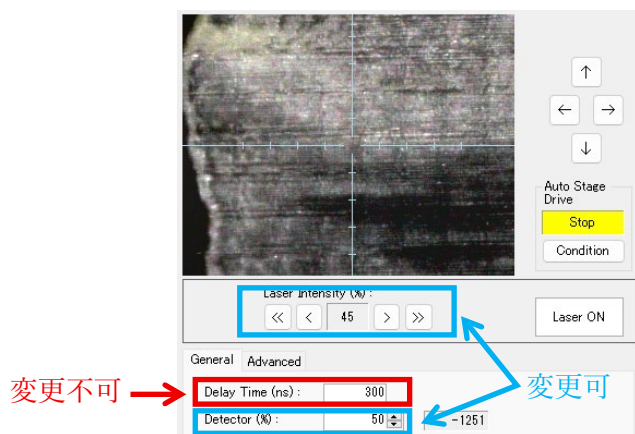 ↑
← →
↓
Auto Stage
Drive
Stop
Condition
Laser Intensity (%) :
≪ < 45 > ≫
Laser ON
General Advanced
変更不可
Delay Time (ns) : 300
変更可
Detector (%) : 50 -1251